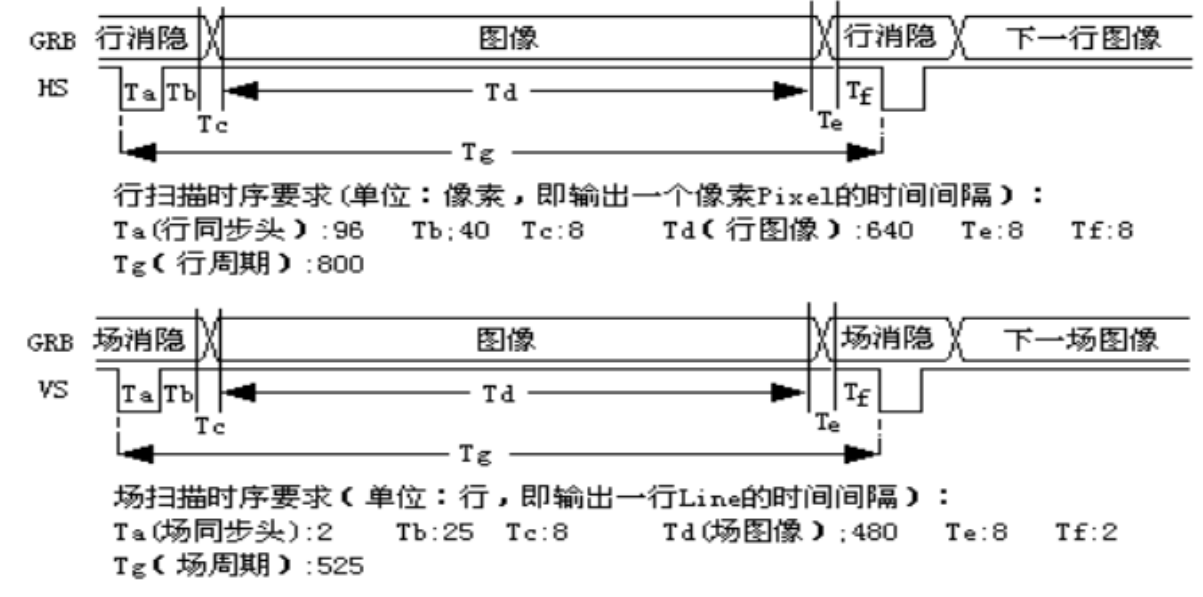 GRB 行消隐 图像 行消隐 下一行图像
HS Ta Tb Td Tf
Tc Te
Tg
行扫描时序要求(单位：像素，即输出一个像素Pixel的时间间隔）：
Ta(行同步头）:96 Tb;40 Tc:8 Td(行图像）:640 Te:8 Tf:8
Tg(行周期）:800
GRB 场消隐 图像 场消隐 下一场图像
VS Ta Tb Td Tf
Tc Te
Tg
场扫描时序要求(单位：行，即输出一行Line的时间间隔）：
Ta(场同步头):2 Tb:25 Tc:8 Td(场图像）;480 Te:8 Tf:2
Tg(场周期）:525